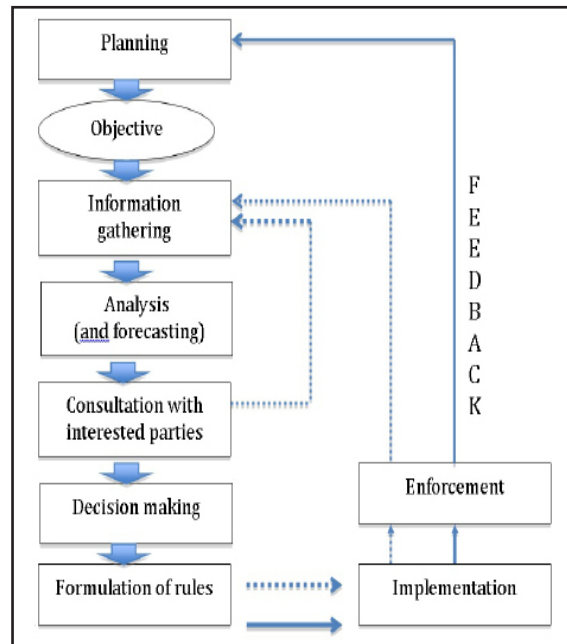 Planning
Objective
Information
gathering
Analysis
(and forecasting)
Consultation with
interested parties
Decision making
Formulation of rules
Implementation
Enforcement
F
E
E
D
B
A
C
K